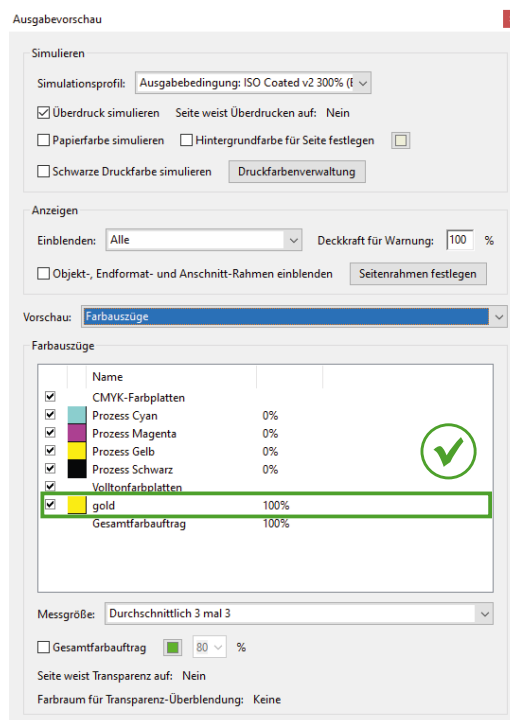 Ausgabevorschau
Simulieren
Simulationsprofil: Ausgabebedingung: ISO Coated v2 300% (
Überdruck simulieren Seite weist Überdrucken auf: Nein
Papierfarbe simulieren Hintergrundfarbe für Seite festlegen
Schwarze Druckfarbe simulieren Druckfarbenverwaltung
Anzeigen
Einblenden: Alle Deckkraft für Warnung: 100 %
Objekt-, Endformat- und Anschnitt-Rahmen einblenden Seitenrahmen festlegen
Vorschau: Farbauszüge
Farbauszüge
Name
CMYK-Farbplatten
Prozess Cyan 0%
Prozess Magenta 0%
Prozess Gelb 0%
Prozess Schwarz 0%
Volltonfarbplatten
gold 100%
Gesamtfarbauftrag 100%
Messgröße: Durchschnittlich 3 mal 3
Gesamtfarbauftrag 80 %
Seite weist Transparenz auf: Nein
Farbraum für Transparenz-Überblendung: Keine